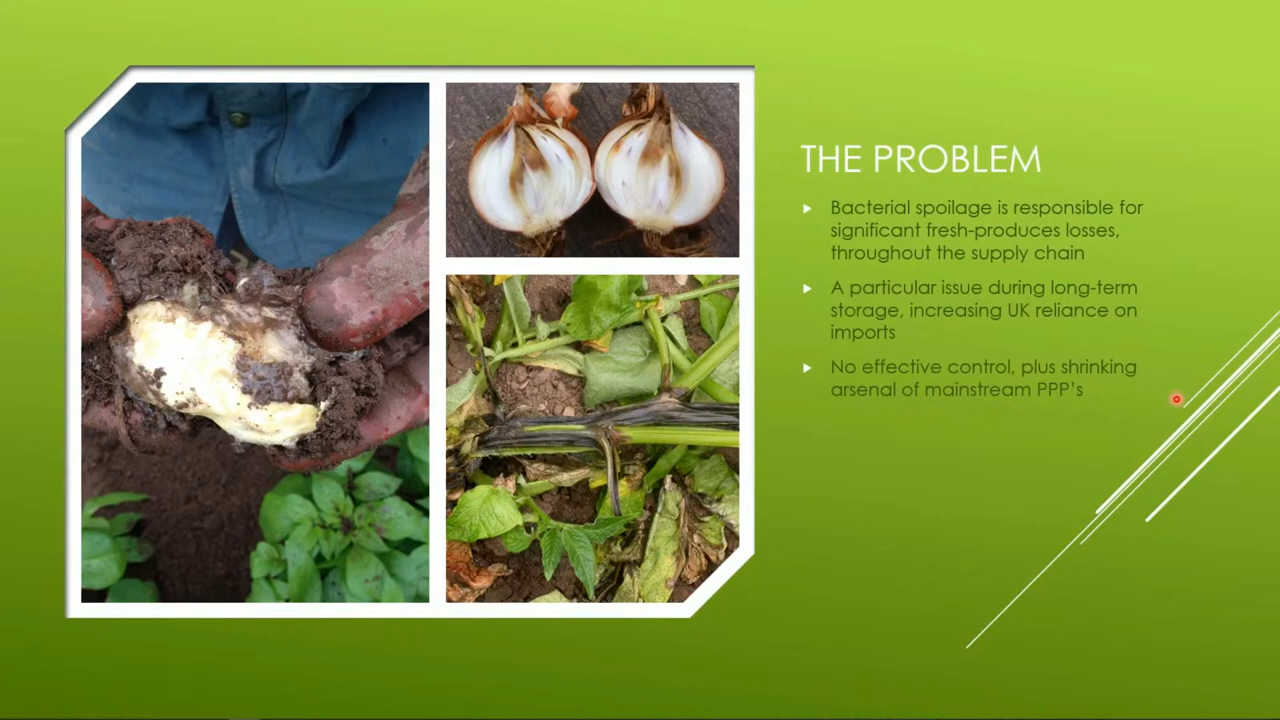 THE PROBLEM
Bacterial spoilage is responsible for
significant fresh-produces losses,
throughout the supply chain
A particular issue during long-term
storage, increasing UK reliance on
imports
No effective control, plus shrinking
arsenal of mainstream PPP's